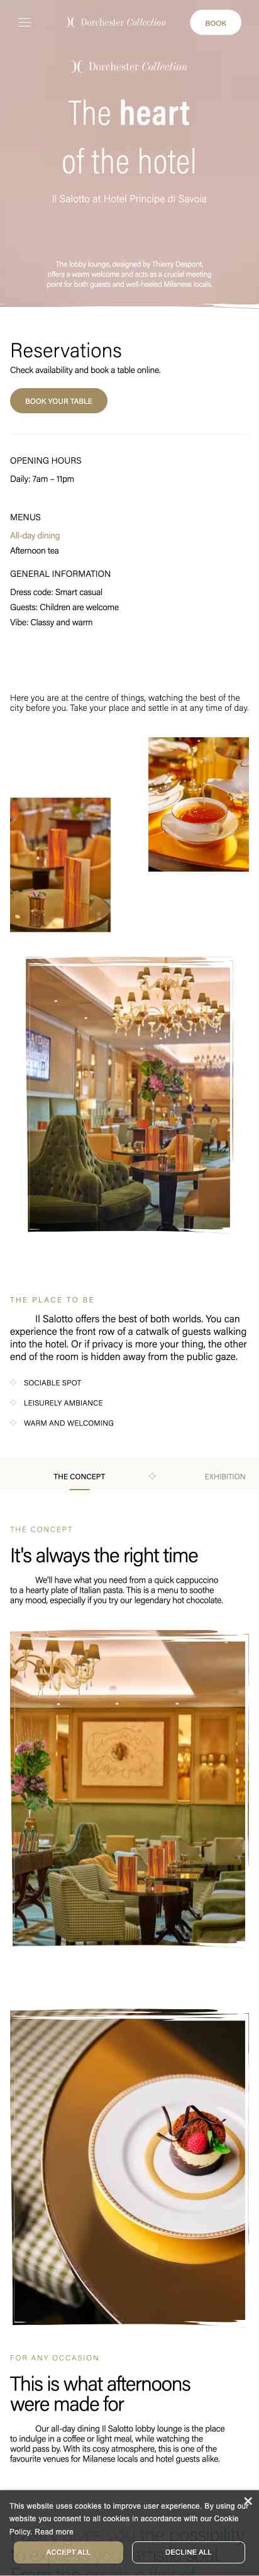 Dorchester Collection
BOOK
Dorchester Collection
The heart
of the hotel
Il Salotto at Hotel Principe di Savoia
The lobby lounge, designed by Thierry Despont,
offers a warm welcome and acts as a crucial meeting
point for both guests and well-heeled Milanese locals.
Reservations
Check availability and book a table online.
BOOK YOUR TABLE
OPENING HOURS
Daily: 7am – 11pm
MENUS
All-day dining
Afternoon tea
GENERAL INFORMATION
Dress code: Smart casual
Guests: Children are welcome
Vibe: Classy and warm
Here you are at the centre of things, watching the best of the
city before you. Take your place and settle in at any time of day.
THE PLACE TO BE
Il Salotto offers the best of both worlds. You can
experience the front row of a catwalk of guests walking
into the hotel. Or if privacy is more your thing, the other
end of the room is hidden away from the public gaze.
SOCIABLE SPOT
LEISURELY AMBIANCE
WARM AND WELCOMING
THE CONCEPT
EXHIBITION
THE CONCEPT
It's always the right time
We'll have what you need from a quick cappuccino
to a hearty plate of Italian pasta. This is a menu to soothe
any mood, especially if you try our legendary hot chocolate.
FOR ANY OCCASION
This is what afternoons
were made for
Our all-day dining Il Salotto lobby lounge is the place
to indulge in a coffee or light meal, while watching the
world pass by. With its cosy atmosphere, this is one of the
favourite venues for Milanese locals and hotel guests alike.
This website uses cookies to improve user experience. By using our
website you consent to all cookies in accordance with our Cookie
Policy. Read more
ACCEPT ALL
DECLINE ALL